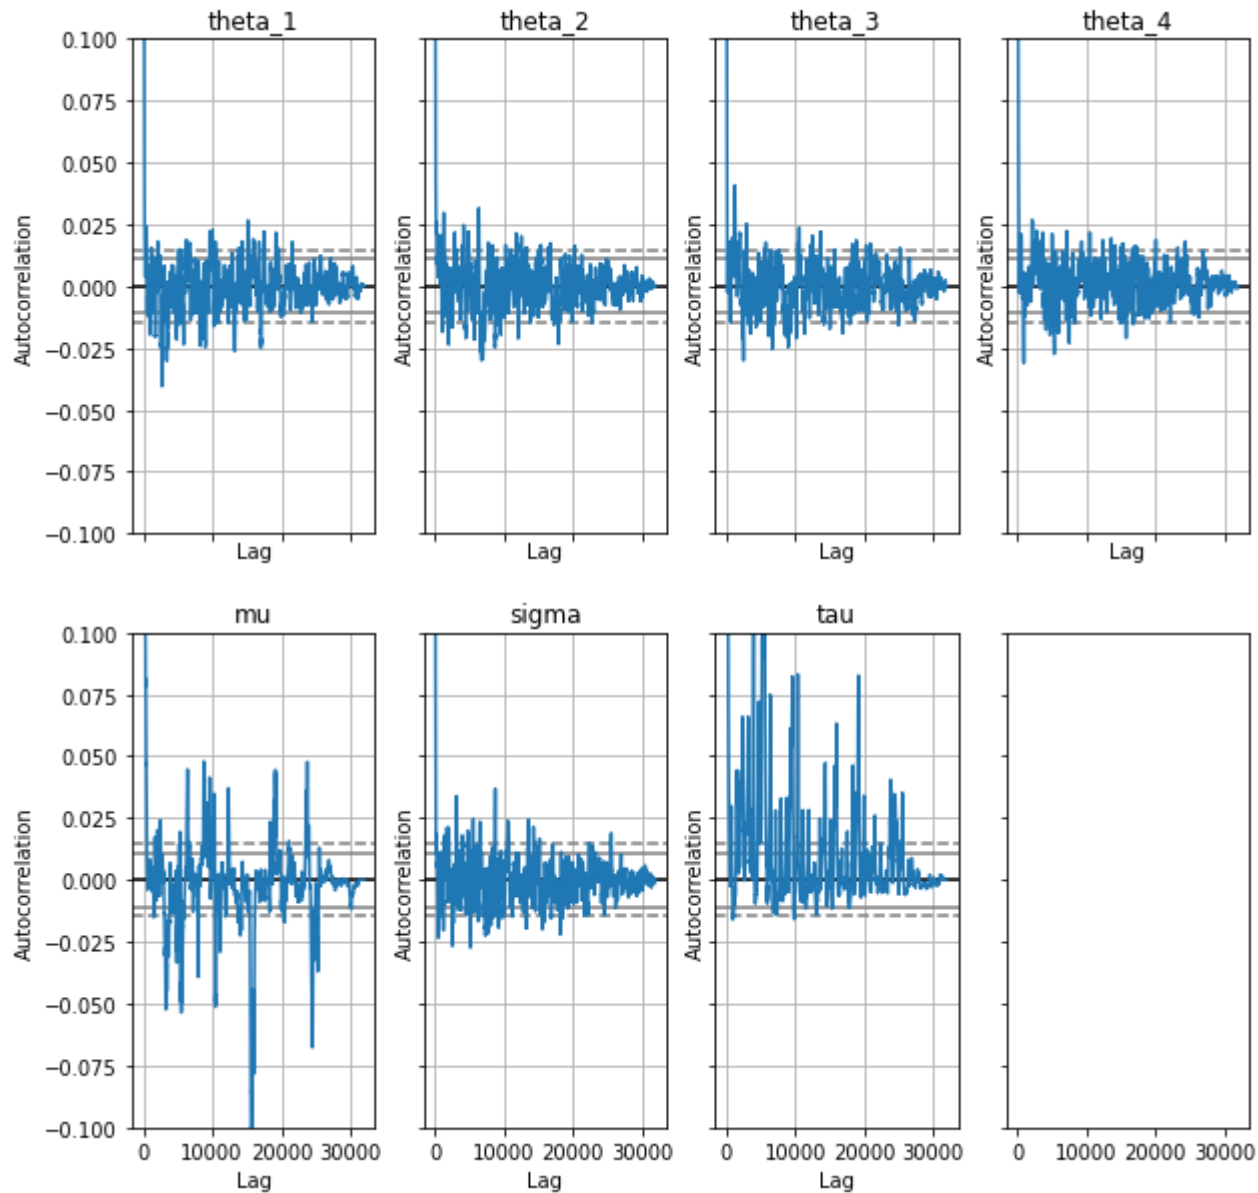 theta_1
theta_2
theta_3
theta_4
0.100
0.075
0.050
0.025
0.000
−0.025
−0.050
−0.075
−0.100
Autocorrelation
Autocorrelation
Autocorrelation
Autocorrelation
Lag
Lag
Lag
Lag
mu
sigma
tau
0.100
0.075
0.050
0.025
0.000
−0.025
−0.050
−0.075
−0.100
Autocorrelation
Autocorrelation
Autocorrelation
0 10000 20000 30000
0 10000 20000 30000
0 10000 20000 30000
0 10000 20000 30000
Lag
Lag
Lag